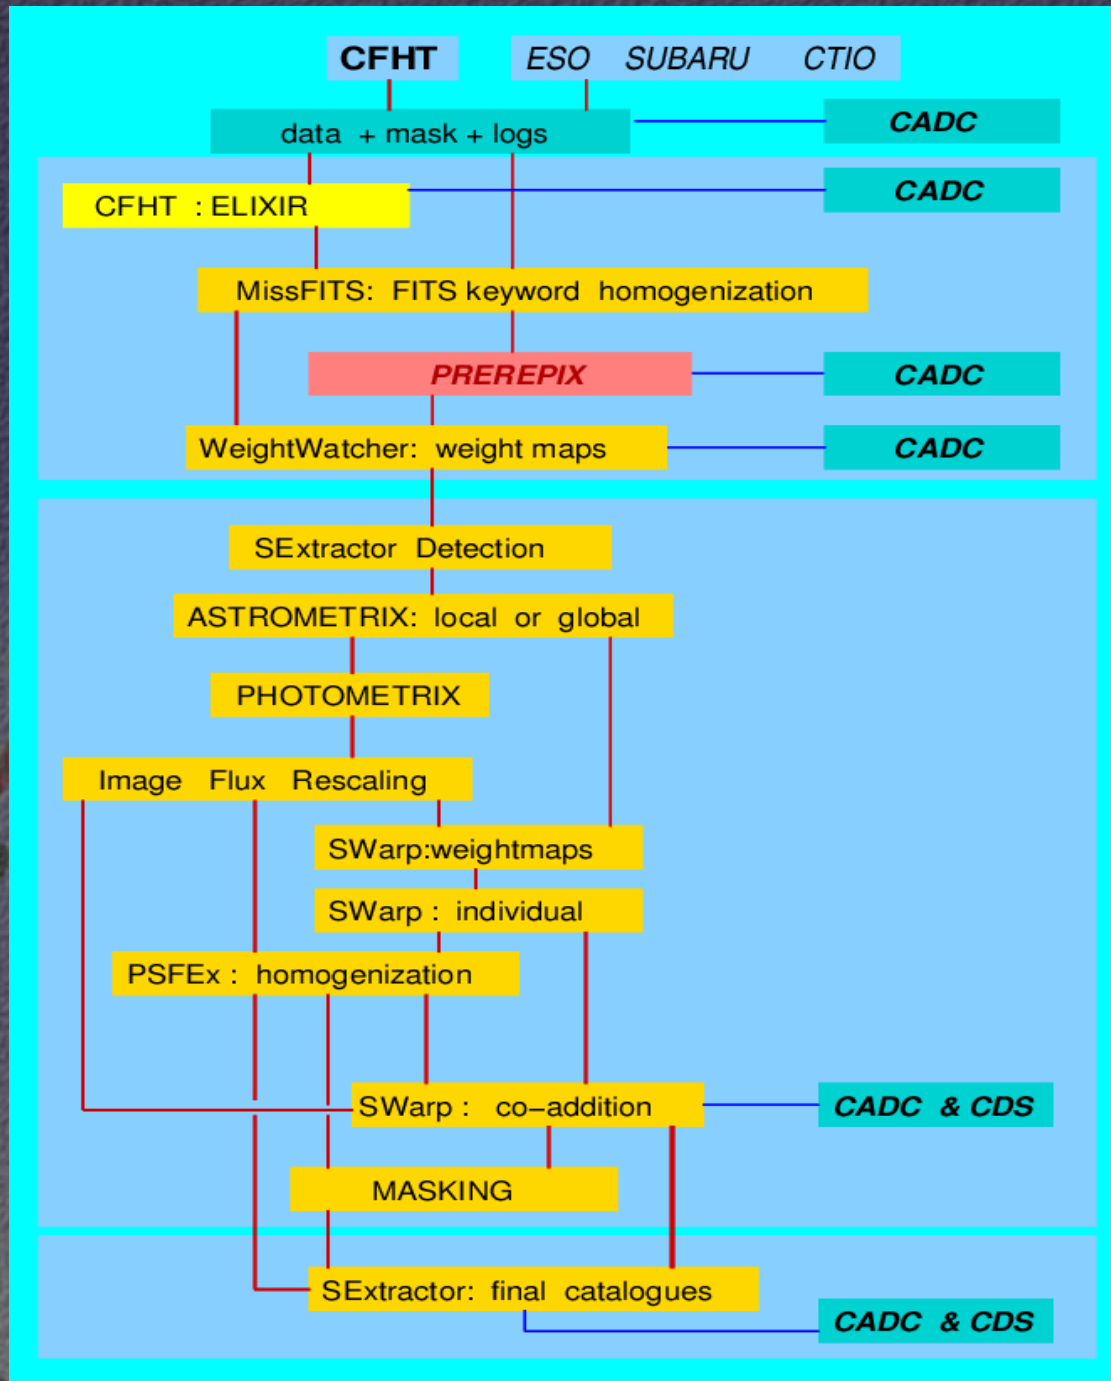 CFHT
ESO SUBARU CTIO
data + mask + logs
CADC
CFHT : ELIXIR
CADC
MissFITS: FITS keyword homogenization
PREREPIX
CADC
WeightWatcher: weight maps
CADC
SExtractor Detection
ASTROMETRIX: local or global
PHOTOMETRIX
Image Flux Rescaling
SWarp:weightmaps
SWarp : individual
PSFEx : homogenization
SWarp : co-addition
CADC & CDS
MASKING
SExtractor: final catalogues
CADC & CDS